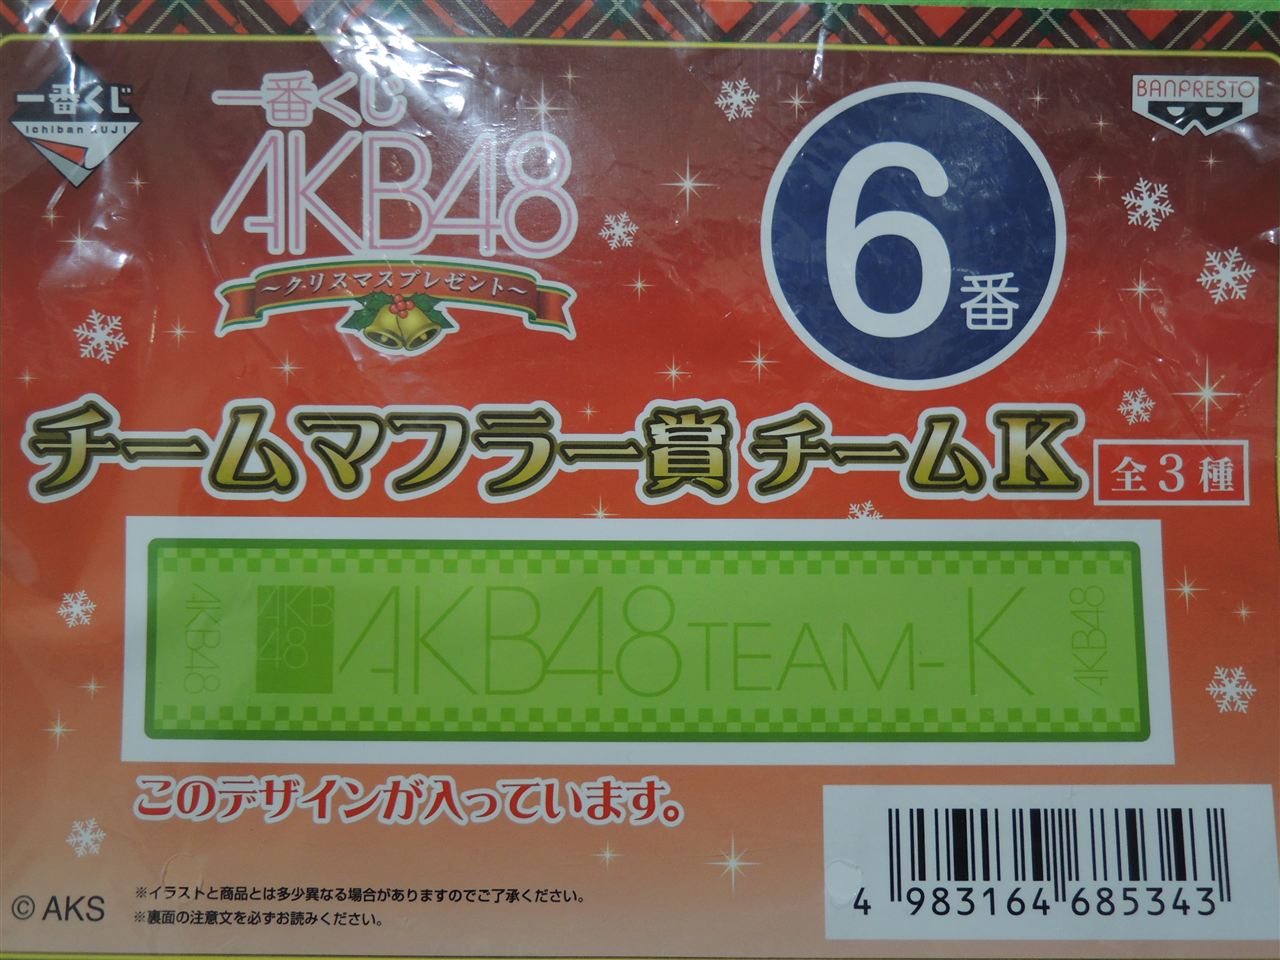 一番くじ
Ichiban KUJI
一番くじ
AKB48
～クリスマスプレゼント～
6番
BANPRESTO
チームマフラー賞 チームK
全3種
AKB48
AKB
48
AKB48 TEAM-K
AKB48
このデザインが入っています。
© AKS
※イラストと商品とは多少異なる場合がありますのでご了承ください。
※裏面の注意文を必ずお読みください。
4 983164 685343